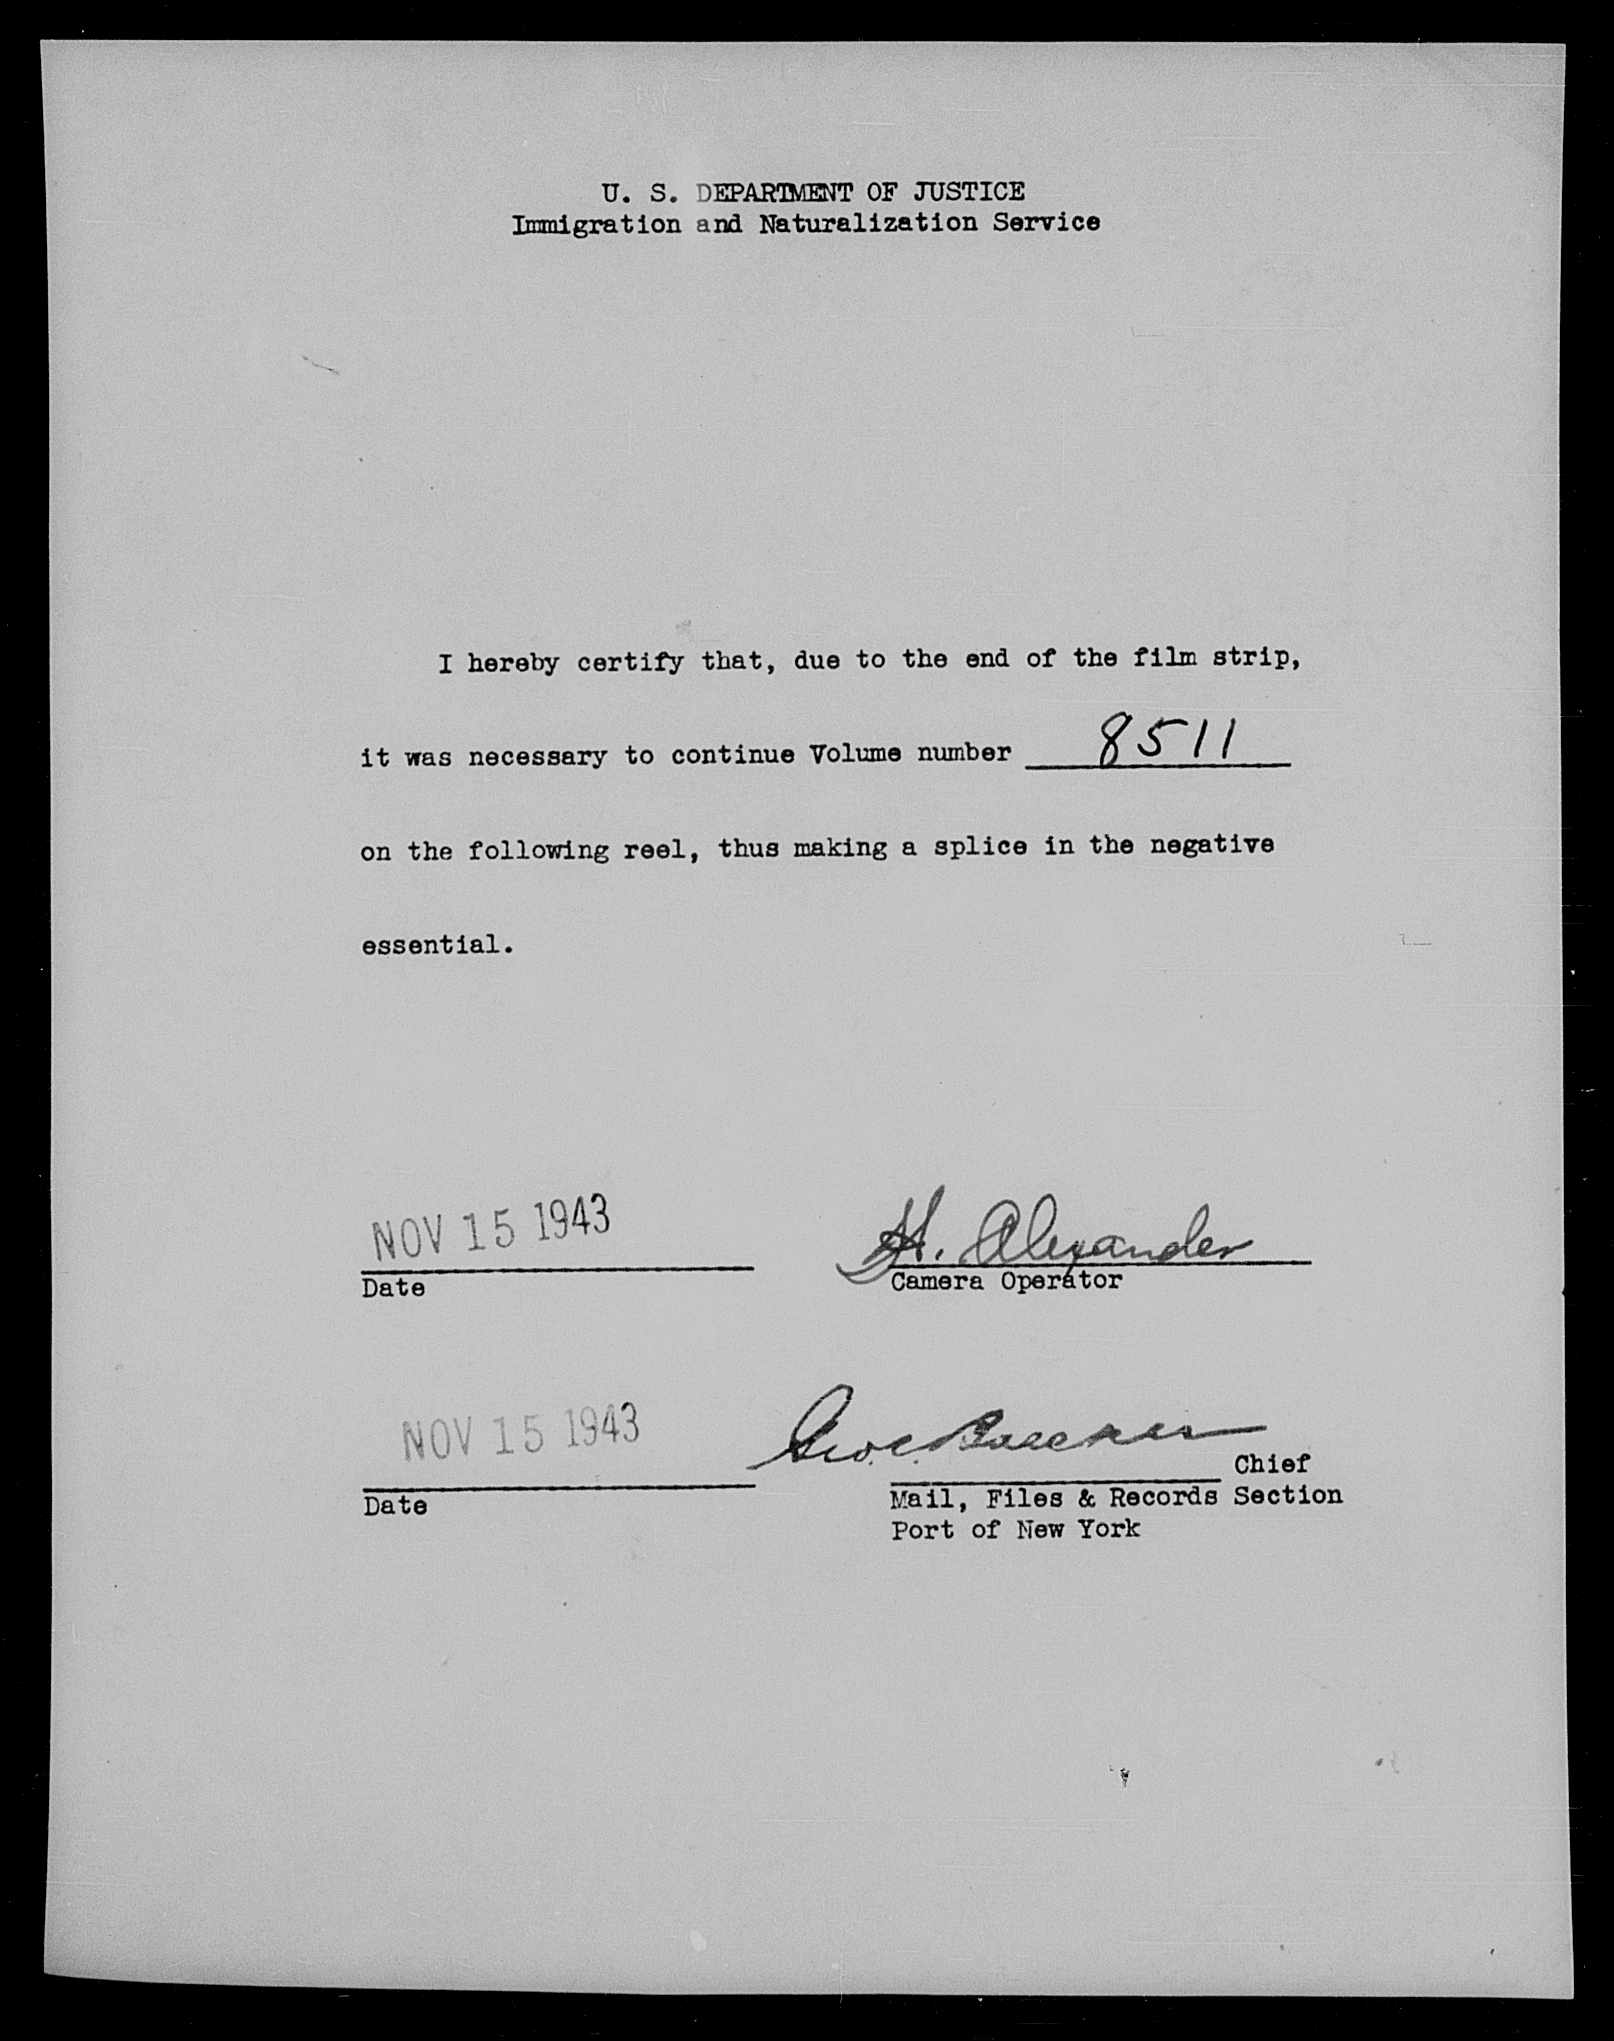 U. S. DEPARTMENT OF JUSTICE
Immigration and Naturalization Service
I hereby certify that, due to the end of the film strip,
it was necessary to continue Volume number 8511
on the following reel, thus making a splice in the negative
essential.
NOV 15 1943 H. Alexander
Date Camera Operator
NOV 15 1943 Geo. C.
Chief
Date Mail, Files & Records Section
Port of New York